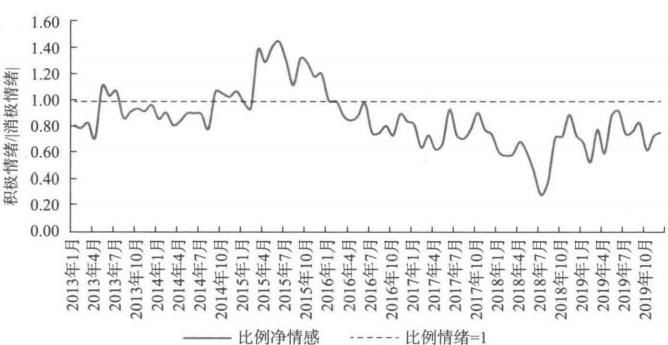 1.60
1.40
1.20
1.00
0.80
0.60
0.40
0.20
0.00
积极情绪/|消极情绪|
2013年1月
2013年4月
2013年7月
2013年10月
2014年1月
2014年4月
2014年7月
2014年10月
2015年1月
2015年4月
2015年7月
2015年10月
2016年1月
2016年4月
2016年7月
2016年10月
2017年1月
2017年4月
2017年7月
2017年10月
2018年1月
2018年4月
2018年7月
2018年10月
2019年1月
2019年4月
2019年7月
2019年10月
比例净情感
比例情绪=1